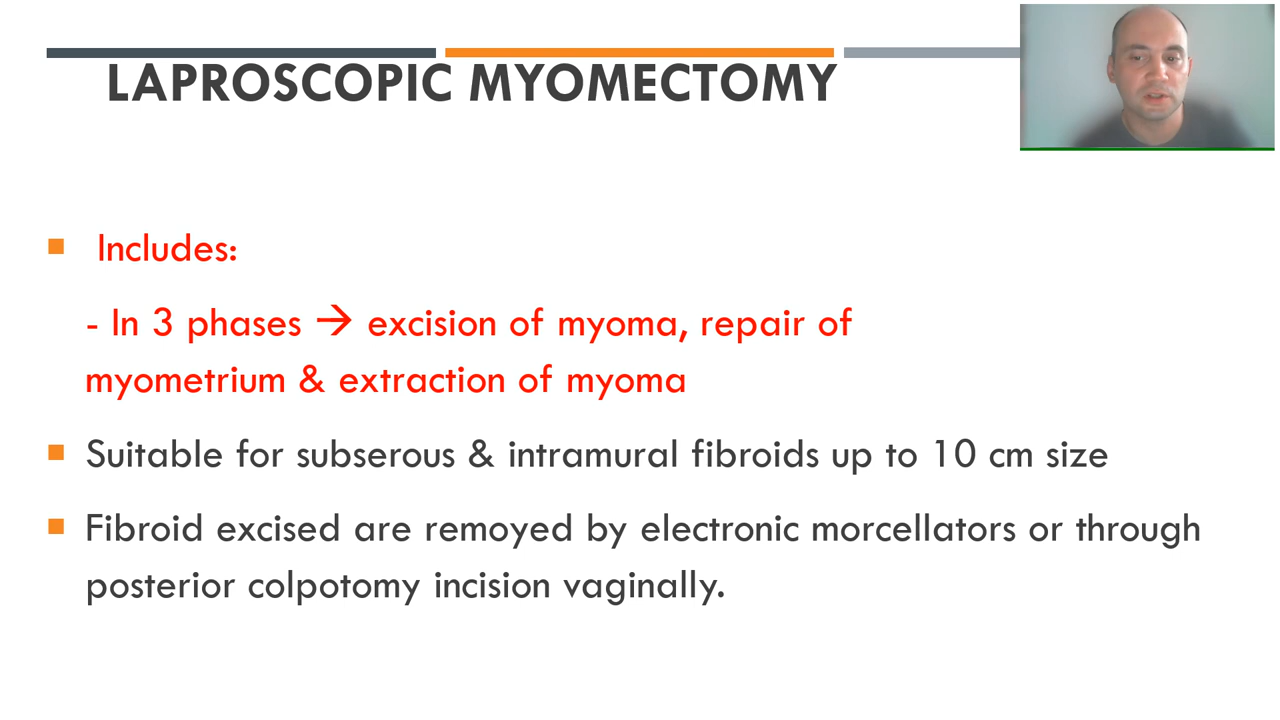 LAPROSCOPIC MYOMECTOMY
Includes:
- In 3 phases → excision of myoma, repair of
myometrium & extraction of myoma
Suitable for subserous & intramural fibroids up to 10 cm size
Fibroid excised are remoyed by electronic morcellators or through
posterior colpotomy incision vaginally.